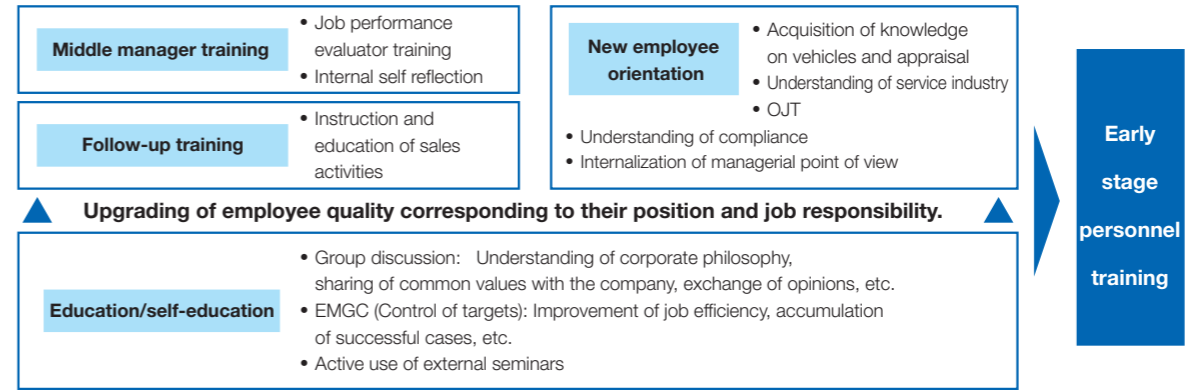 Middle manager training
• Job performance
evaluator training
• Internal self reflection
Follow-up training
• Instruction and
education of sales
activities
New employee
orientation
• Acquisition of knowledge
on vehicles and appraisal
• Understanding of service industry
• OJT
• Understanding of compliance
• Internalization of managerial point of view
Upgrading of employee quality corresponding to their position and job responsibility.
Education/self-education
• Group discussion: Understanding of corporate philosophy,
sharing of common values with the company, exchange of opinions, etc.
• EMGC (Control of targets): Improvement of job efficiency, accumulation
of successful cases, etc.
• Active use of external seminars
Early
stage
personnel
training